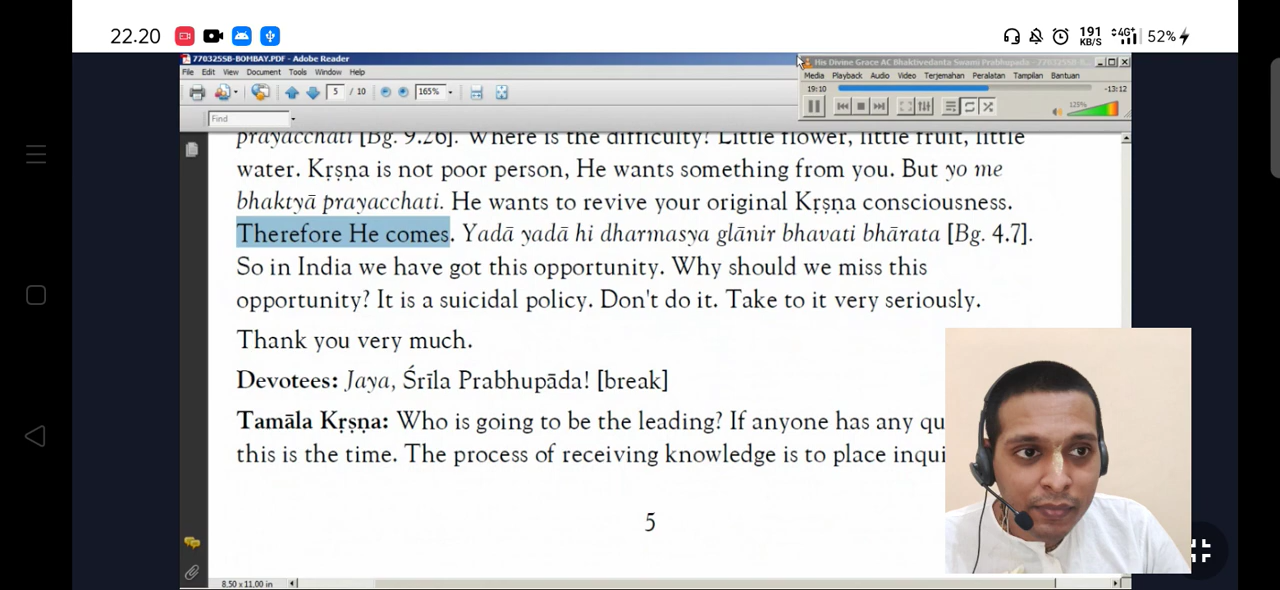 22.20
191
KB/S
4G+
52%
770325SB-BOMBAY.PDF - Adobe Reader
His Divine Grace AC Bhaktivedanta Swami Prabhupada - 770325SB-B...
File Edit View Document Tools Window Help
Media Playback Audio Video Terjemahan Peralatan Tampilan Bantuan
19:10
-13:12
5 / 10
165%
125%
Find
prayacchati [Bg. 9.26]. Where is the difficulty? Little flower, little fruit, little
water. Kṛṣṇa is not poor person, He wants something from you. But yo me
bhaktyā prayacchati. He wants to revive your original Kṛṣṇa consciousness.
Therefore He comes. Yadā yadā hi dharmasya glānir bhavati bhārata [Bg. 4.7].
So in India we have got this opportunity. Why should we miss this
opportunity? It is a suicidal policy. Don't do it. Take to it very seriously.
Thank you very much.
Devotees: Jaya, Śrīla Prabhupāda! [break]
Tamāla Kṛṣṇa: Who is going to be the leading? If anyone has any qu
this is the time. The process of receiving knowledge is to place inqui
5
8.50 x 11.00 in